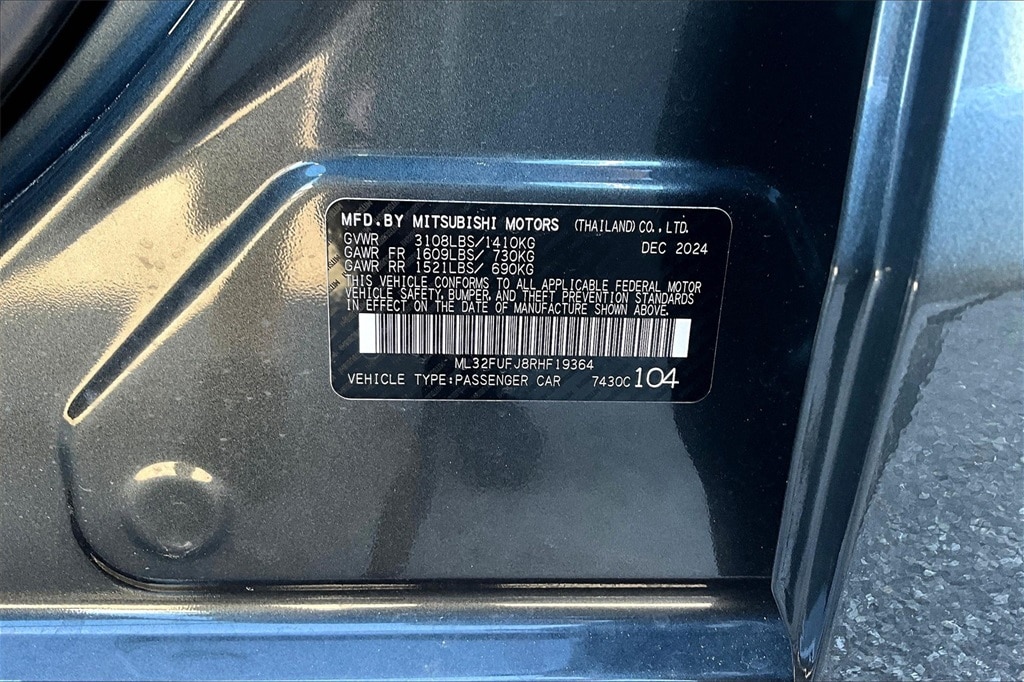 MFD.BY MITSUBISHI MOTORS (THAILAND)CO.,LTD.
GVWR 3108LBS/1410KG DEC 2024
GAWR FR 1609LBS/ 730KG
GAWR RR 1521LBS/ 690KG
THIS VEHICLE CONFORMS TO ALL APPLICABLE FEDERAL MOTOR
VEHICLE SAFETY, BUMPER, AND THEFT PREVENTION STANDARDS
IN EFFECT ON THE DATE OF MANUFACTURE SHOWN ABOVE.
ML32FUFJ8RHF19364
VEHICLE TYPE:PASSENGER CAR 7430C 104